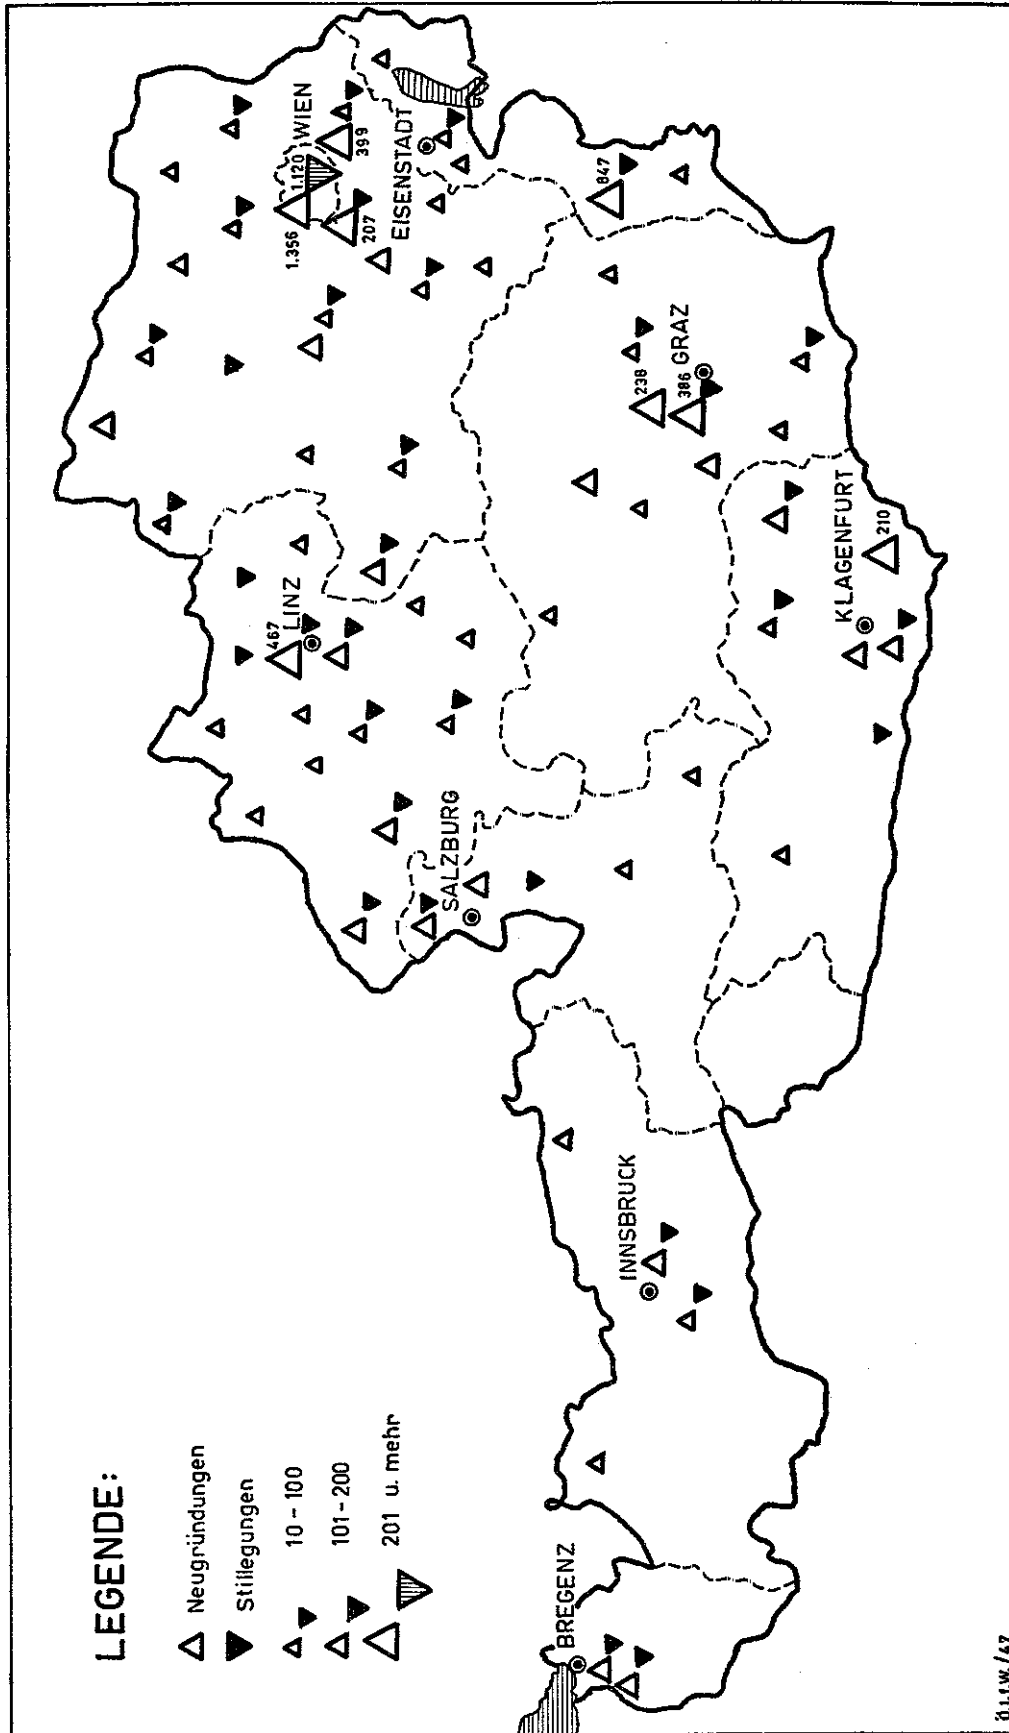 LEGENDE:
Neugründungen
Stillegungen
10 - 100
101 - 200
201 u. mehr
BREGENZ
INNSBRUCK
SALZBURG
LINZ
467
WIEN
1.356
1.120
399
207
EISENSTADT
847
GRAZ
238
386
KLAGENFURT
210